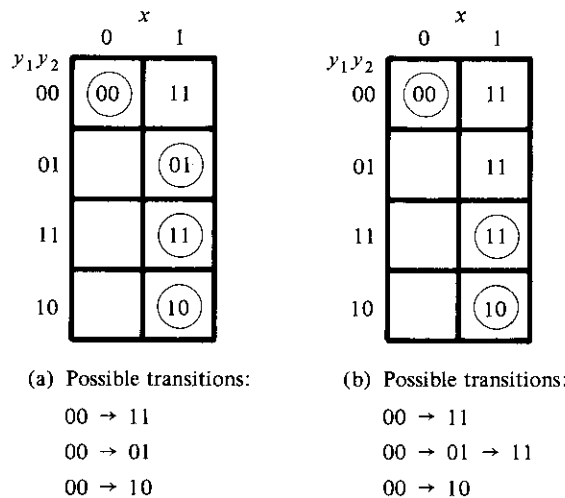 x x
0 1 0 1
y₁y₂ y₁y₂
00 00 11 00 00 11
01 01 01 11
11 11 11 11
10 10 10 10
(a) Possible transitions: (b) Possible transitions:
00 → 11 00 → 11
00 → 01 00 → 01 → 11
00 → 10 00 → 10